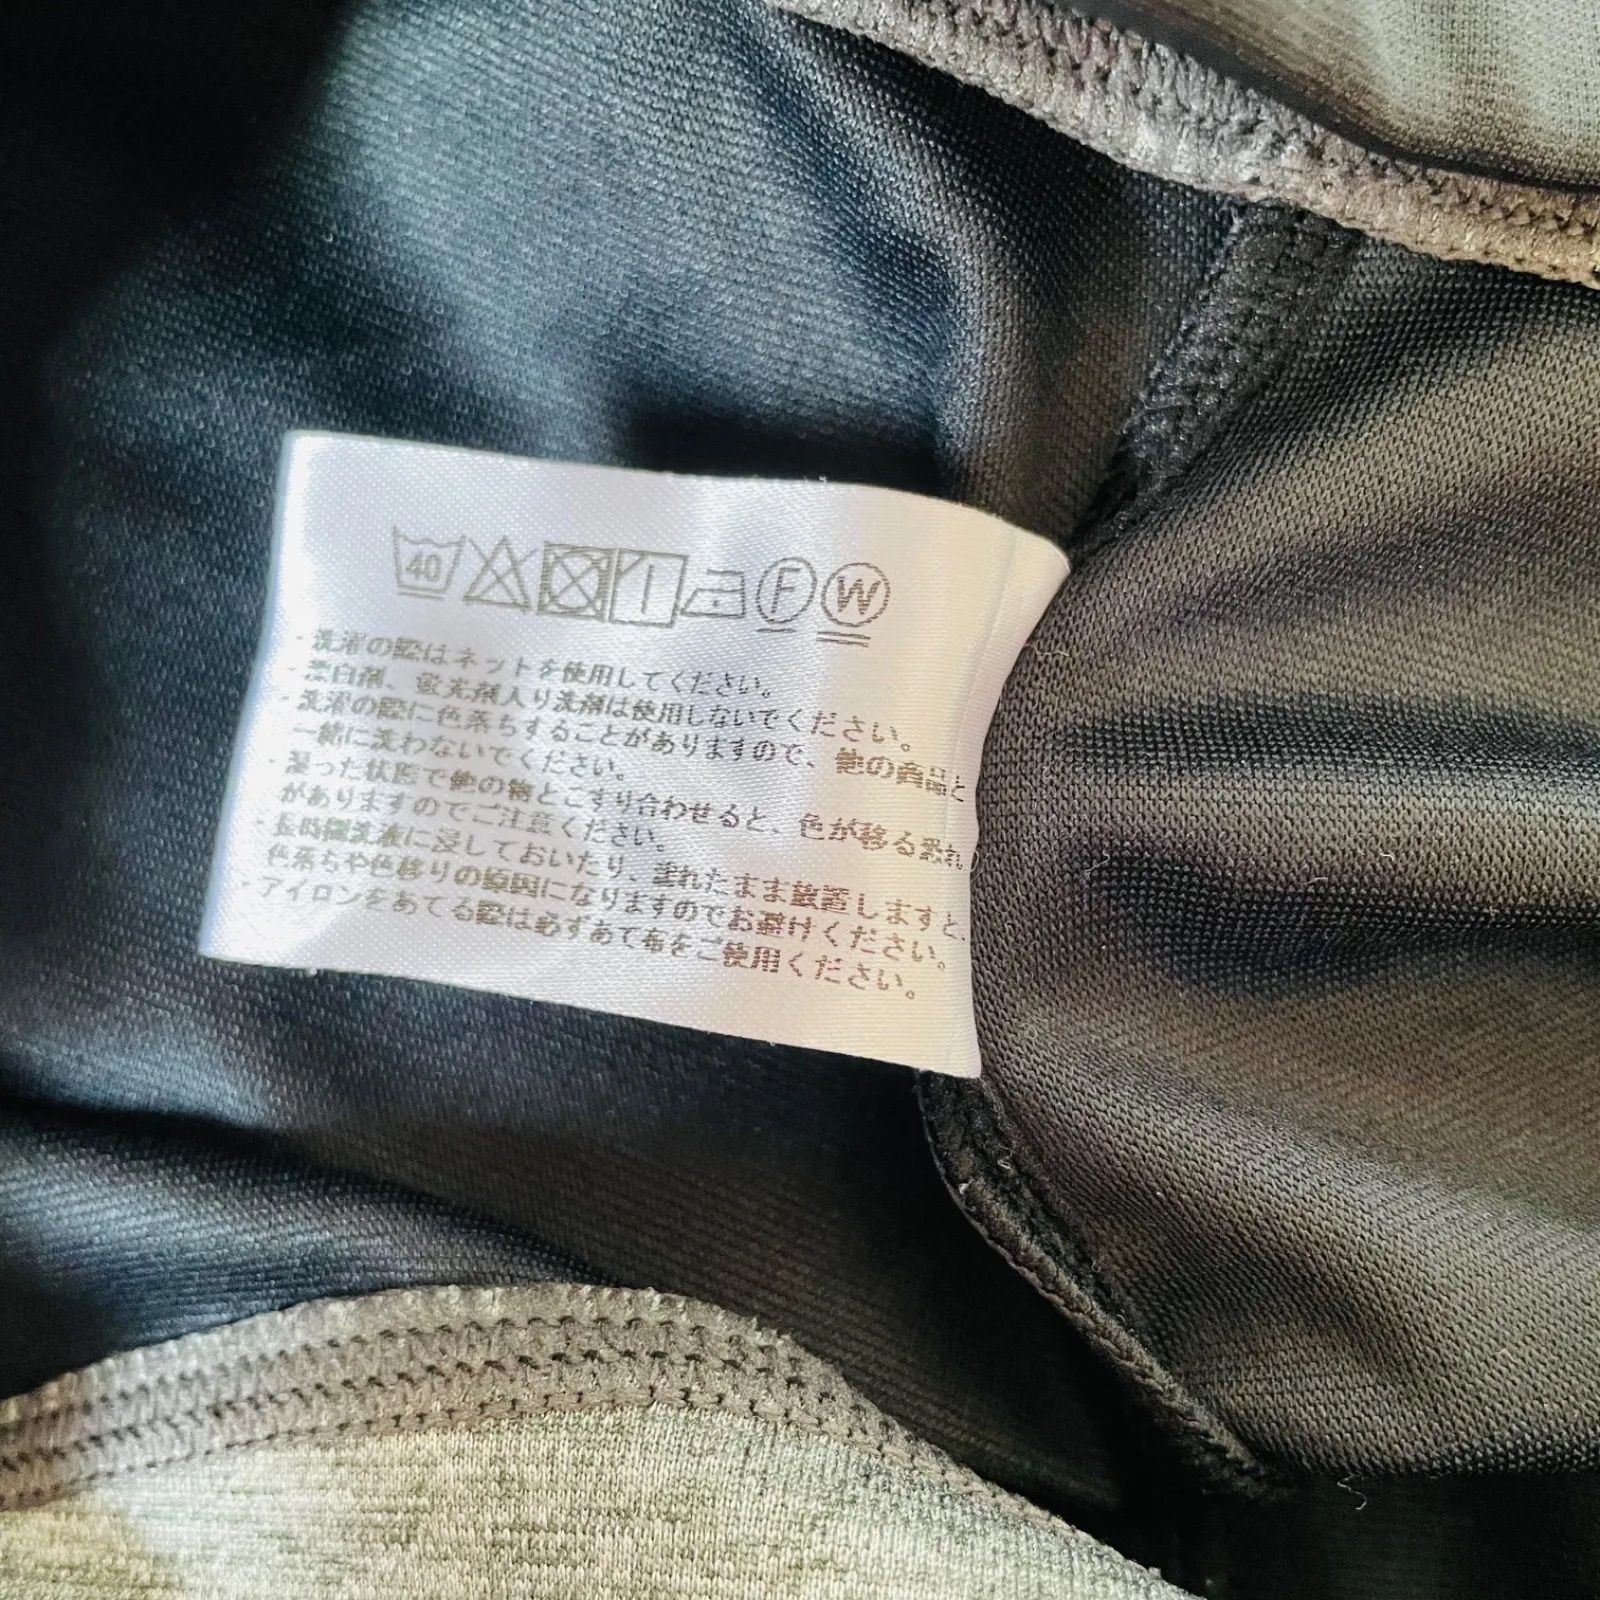 40 F W
・洗濯の際はネットを使用してください。
・漂白剤、蛍光剤入り洗剤は使用しないでください。
・洗濯の際に色落ちすることがありますので、他の商品と
一緒に洗わないでください。
・湿った状態で他の物とこすり合わせると、色が移る恐れ
がありますのでご注意ください。
・長時間洗液に浸しておいたり、濡れたまま放置しますと、
色落ちや色移りの原因になりますのでお避けください。
・アイロンをあてる際は必ずあて布をご使用ください。